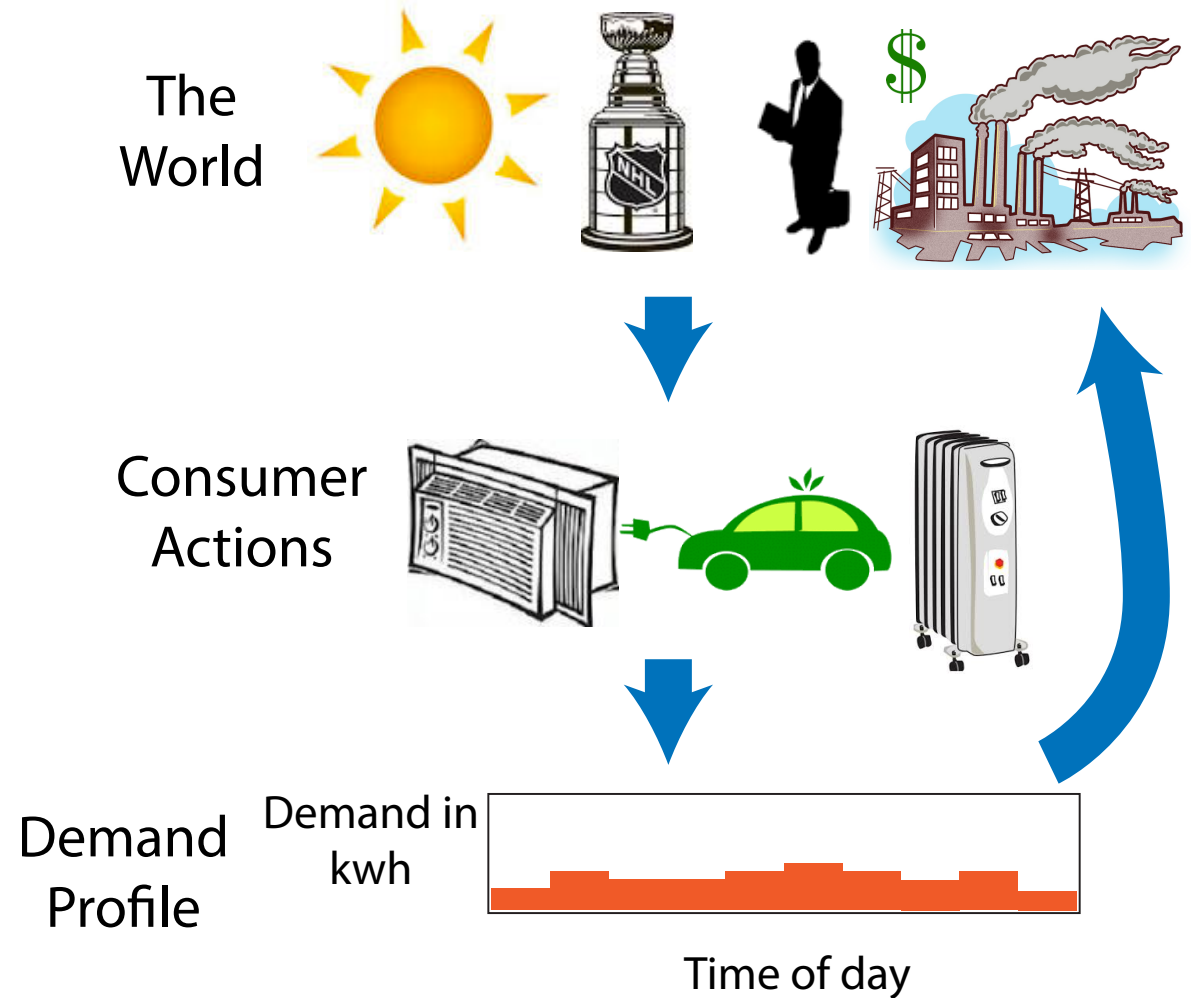 The
World
$
NHL
Consumer
Actions
Demand
Profile
Demand in
kwh
Time of day